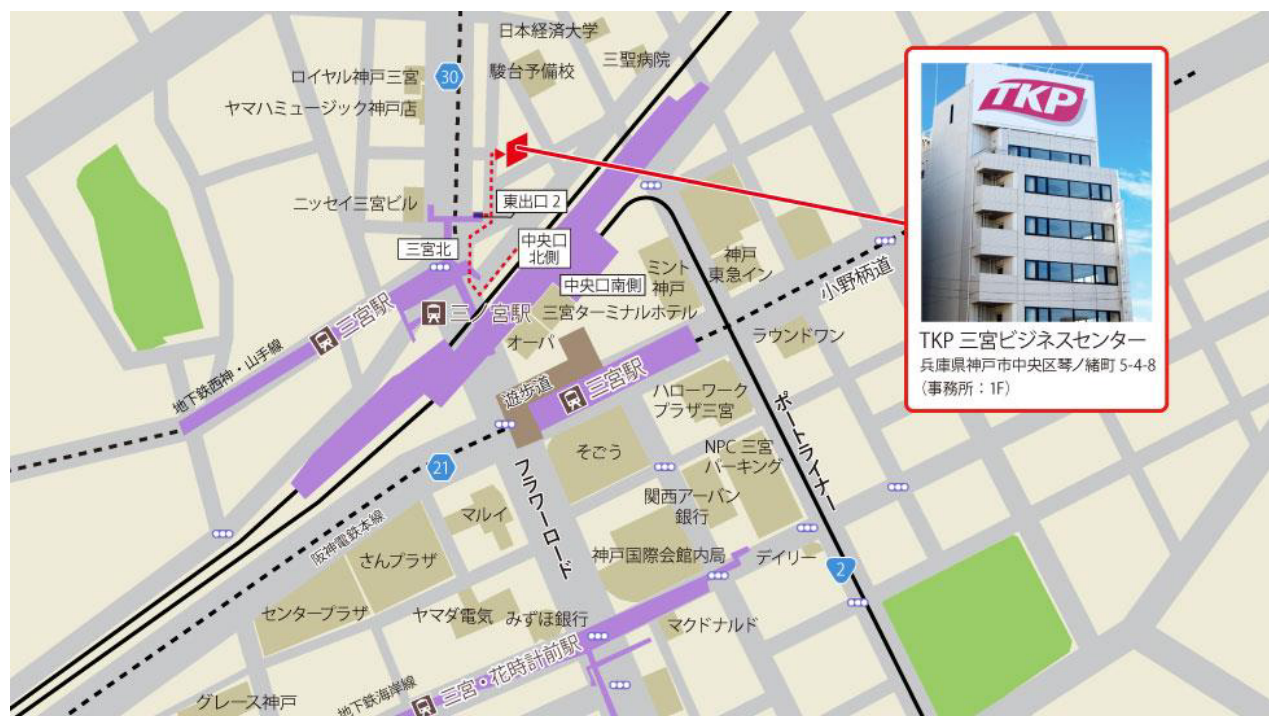 日本経済大学
三聖病院
駿台予備校
ロイヤル神戸三宮
30
ヤマハミュージック神戸店
ニッセイ三宮ビル
東出口 2
三宮北
中央口
北側
中央口南側
ミント
神戸
神戸
東急イン
小野柄道
三宮駅
三 宮駅
三宮ターミナルホテル
オーパ
ラウンドワン
地下鉄西神・山手線
遊歩道
三宮駅
ハローワーク
プラザ三宮
ポートライナー
そごう
NPC 三宮
パーキング
21
フラワーロード
関西アーバン
銀行
マルイ
阪神電鉄本線
さんプラザ
神戸国際会館内局
デイリー
2
センタープラザ
ヤマダ電気
みずほ銀行
マクドナルド
三宮・花時計前駅
地下鉄海岸線
グレース神戸
TKP
TKP 三宮ビジネスセンター
兵庫県神戸市中央区琴ノ緒町 5-4-8
（事務所：1F）